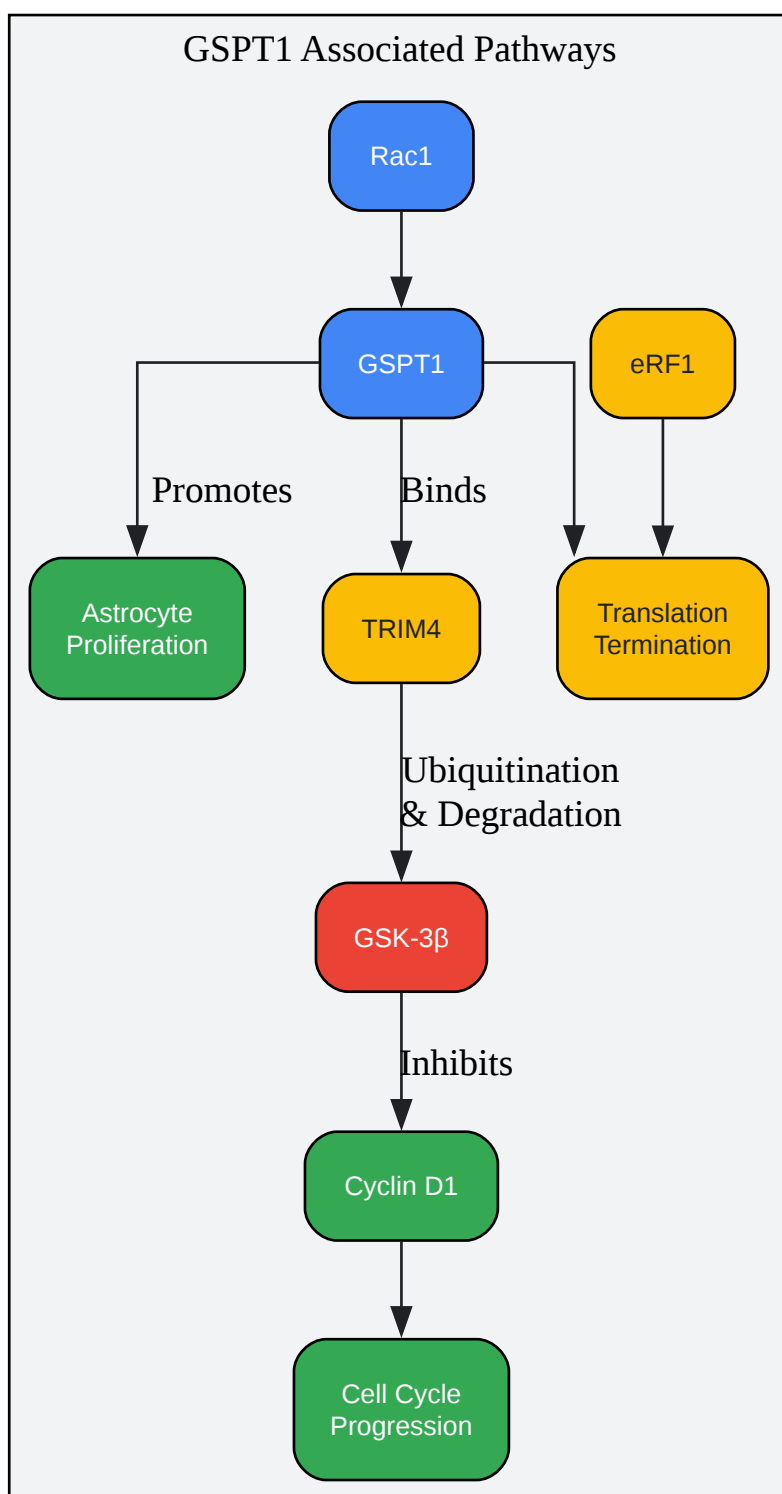 GSPT1 Associated Pathways
Rac1
GSPT1
eRF1
Promotes
Binds
Astrocyte
Proliferation
TRIM4
Translation
Termination
Ubiquitination
& Degradation
GSK-3β
Inhibits
Cyclin D1
Cell Cycle
Progression